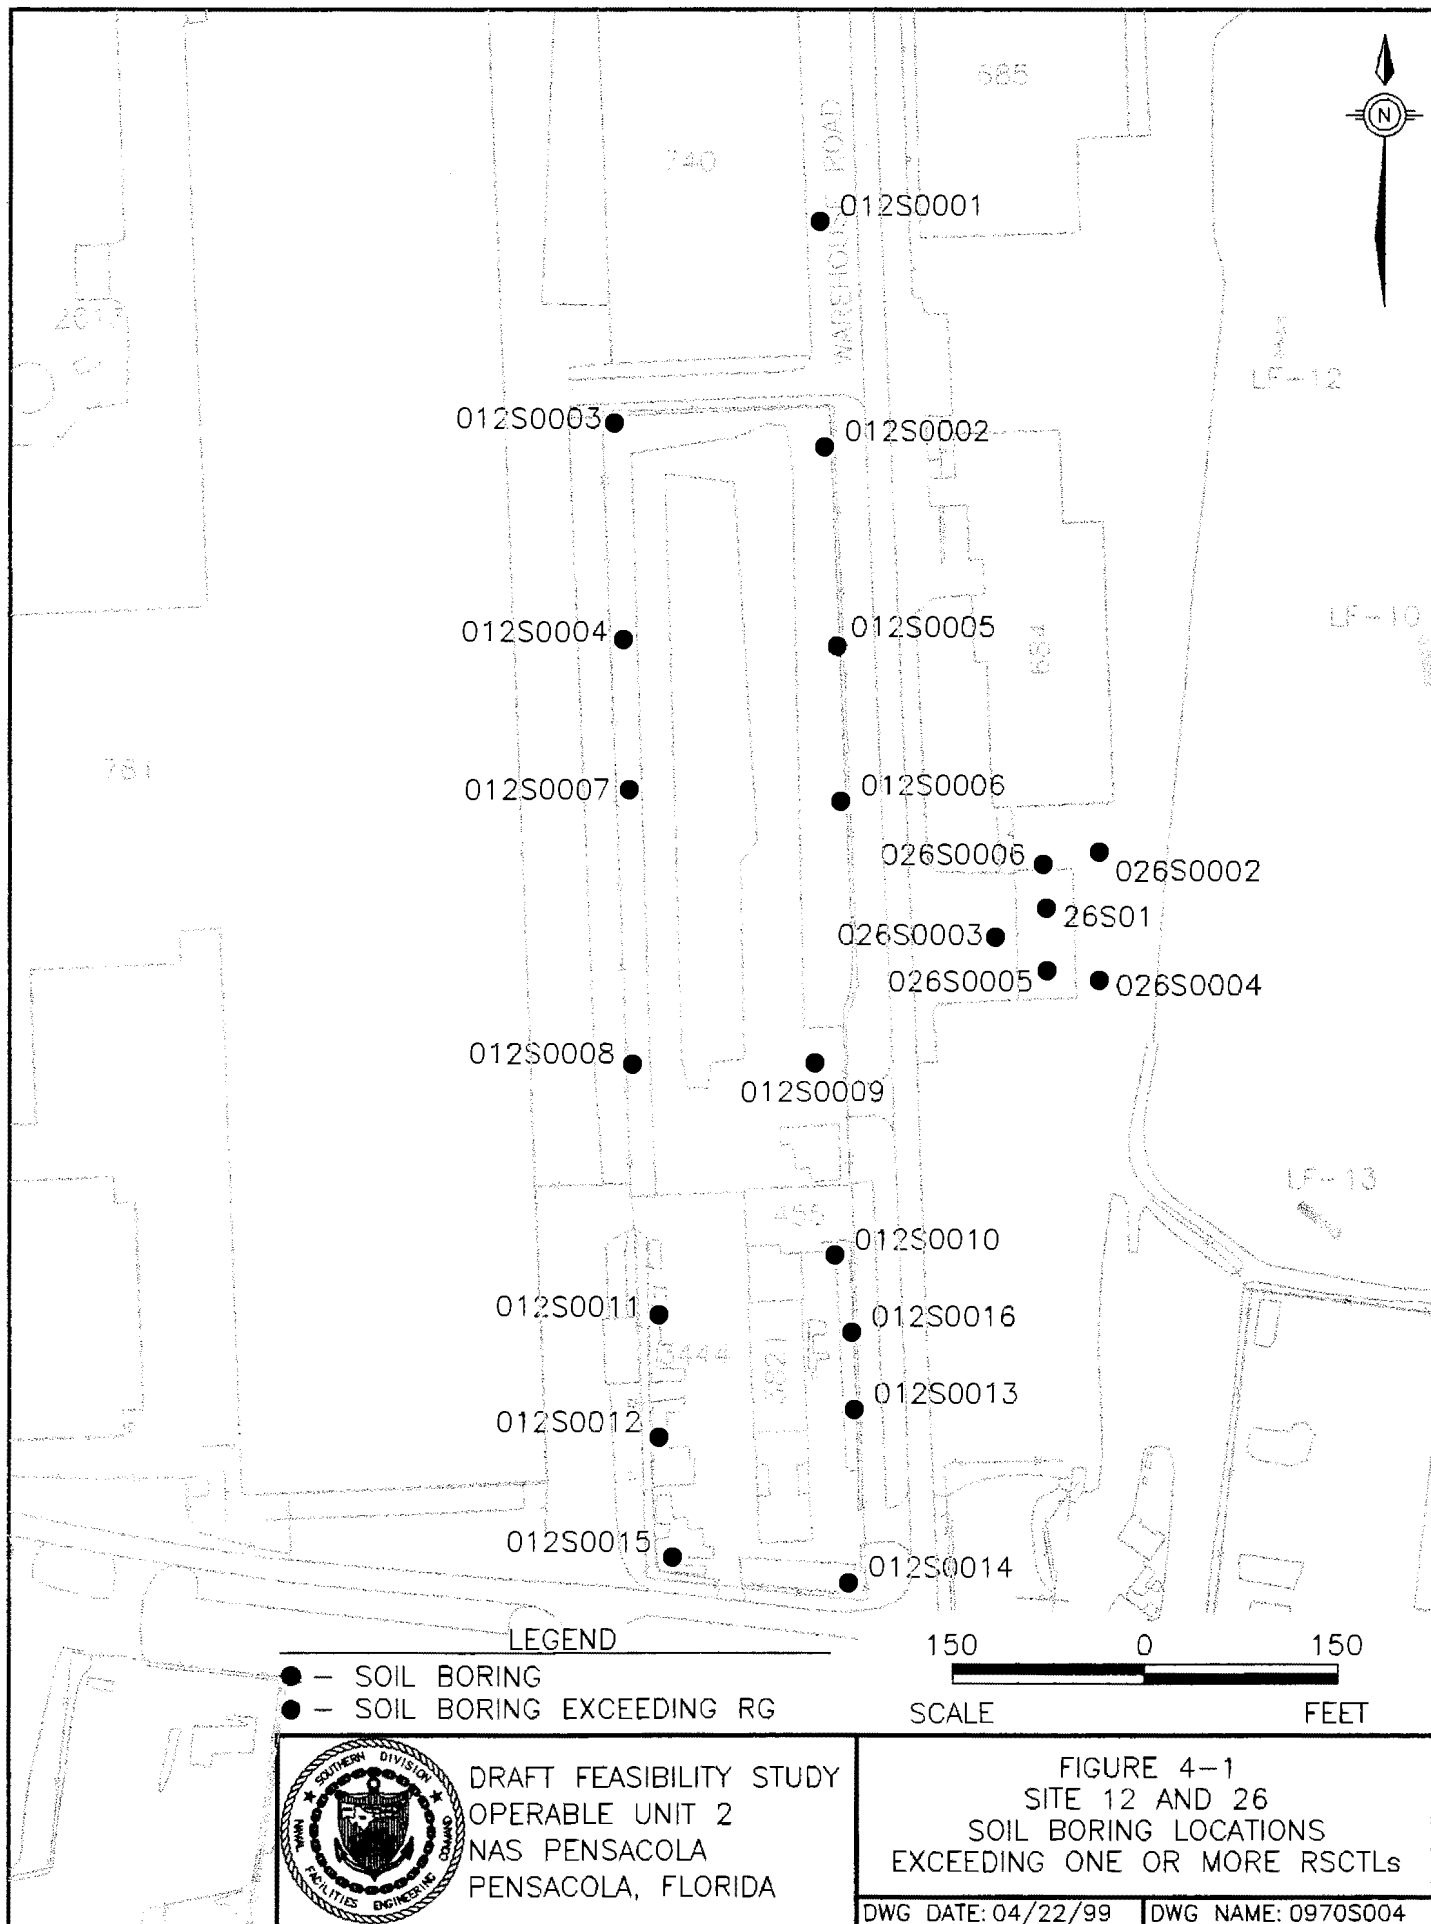 685
740
WAREHOUSE ROAD
012S0001
LF-12
012S0003
012S0002
LF-10
012S0004
012S0005
654
781
012S0007
012S0006
026S0006
026S0002
26S01
026S0003
026S0005
026S0004
012S0008
012S0009
LF-13
455
012S0010
012S0011
012S0016
3444
3821
012S0013
012S0012
012S0015
012S0014
LEGEND
- SOIL BORING
- SOIL BORING EXCEEDING RG
150 0 150
SCALE FEET
SOUTHERN DIVISION
NAVAL FACILITIES ENGINEERING COMMAND
DRAFT FEASIBILITY STUDY
OPERABLE UNIT 2
NAS PENSACOLA
PENSACOLA, FLORIDA
FIGURE 4-1
SITE 12 AND 26
SOIL BORING LOCATIONS
EXCEEDING ONE OR MORE RSCTLs
DWG DATE: 04/22/99
DWG NAME: 0970S004
N